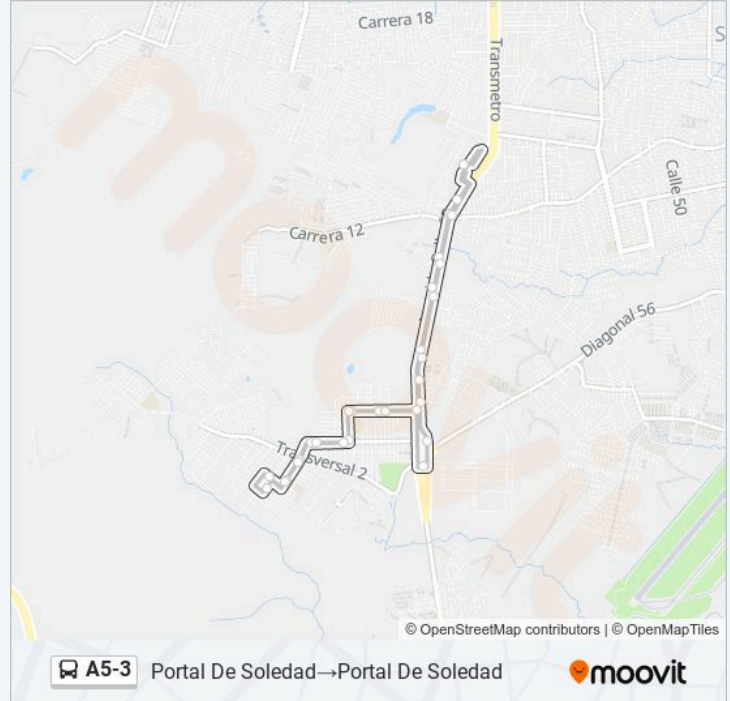 Carrera 18
Transmetro
S
Calle 50
Carrera 12
Diagonal 56
Transversal 2
moovit
© OpenStreetMap contributors | © OpenMapTiles
A5-3 Portal De Soledad→Portal De Soledad
moovit